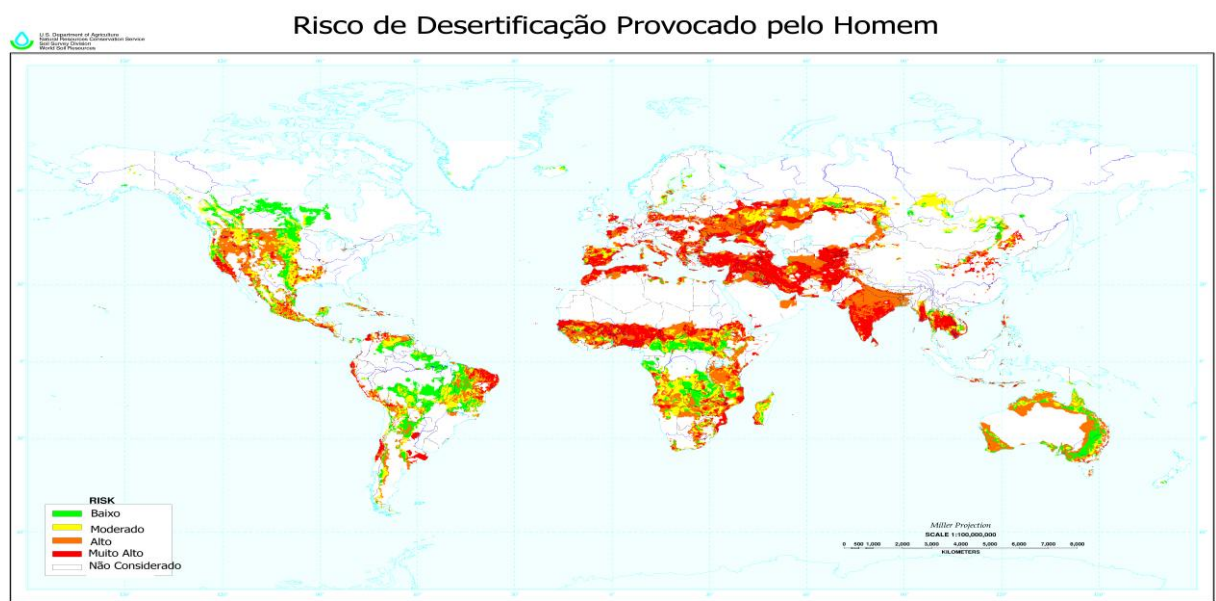 Risco de Desertificação Provocado pelo Homem
U.S. Department of Agriculture
Natural Resources Conservation Service
Soil Survey Division
World Soil Resources
RISK
Baixo
Moderado
Alto
Muito Alto
Não Considerado
Miller Projection
SCALE 1:100,000,000
0 500 1,000 2,000 3,000 4,000 5,000 6,000 7,000 8,000
KILOMETERS